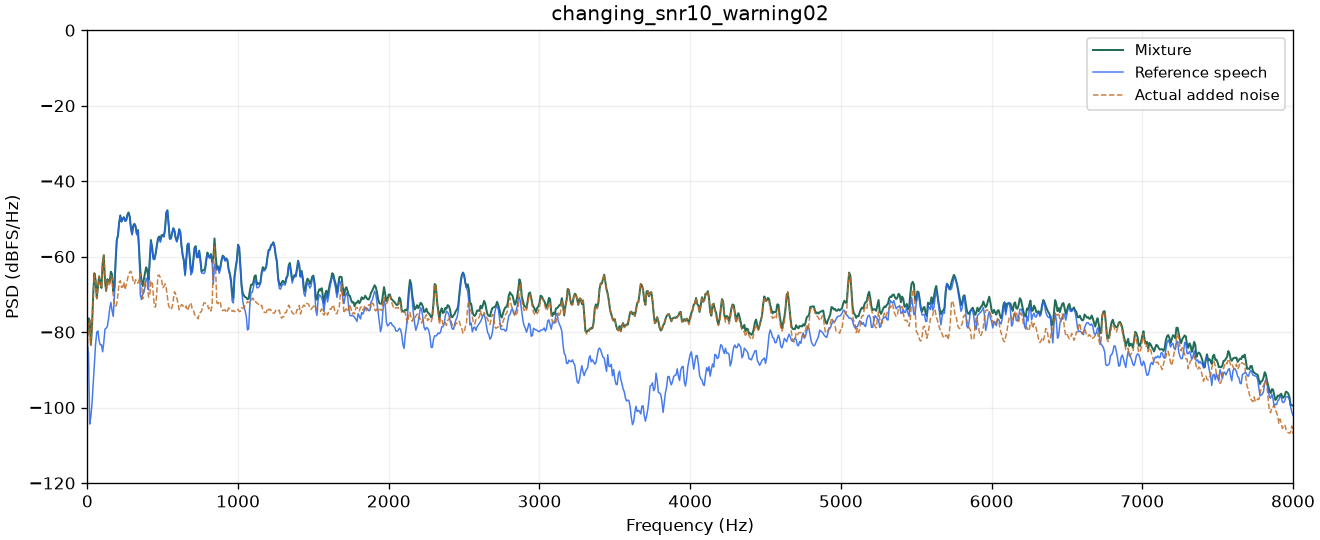 changing_snr10_warning02
Mixture
Reference speech
Actual added noise
PSD (dBFS/Hz)
0
−20
−40
−60
−80
−100
−120
0 1000 2000 3000 4000 5000 6000 7000 8000
Frequency (Hz)